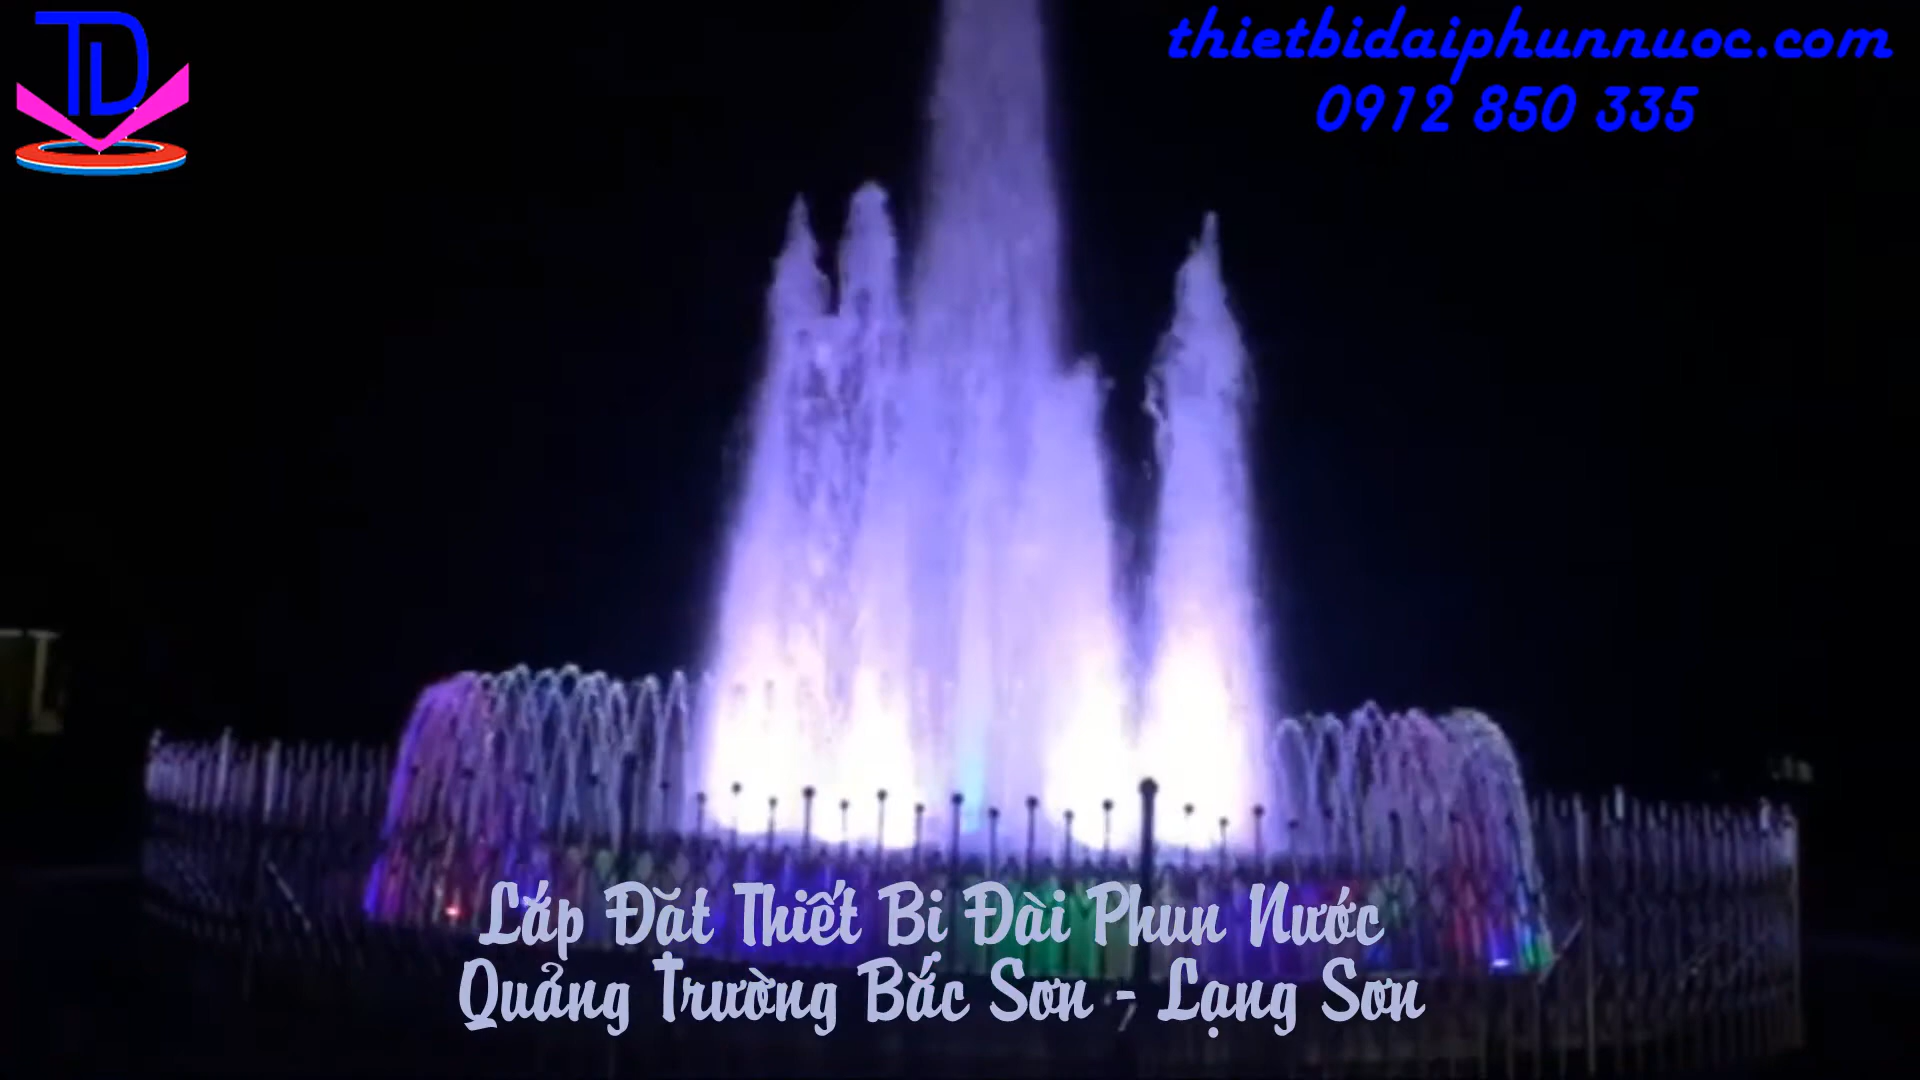 TD
thietbidaiphunnuoc.com
0912 850 335
Lắp Đặt Thiết Bị Đài Phun Nước
Quảng Trường Bắc Sơn - Lạng Sơn